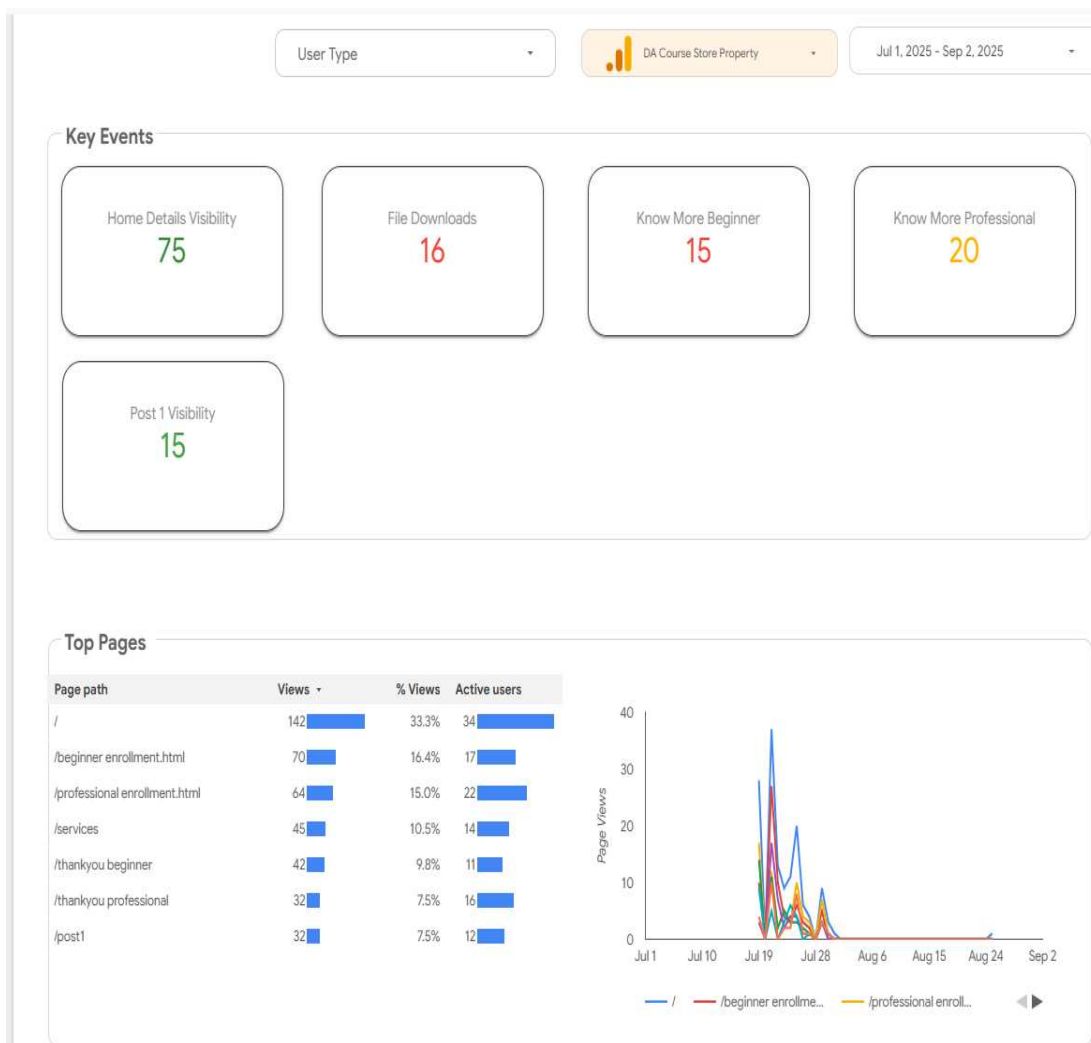 User Type
DA Course Store Property
Jul 1, 2025 - Sep 2, 2025
Key Events
Home Details Visibility
75
File Downloads
16
Know More Beginner
15
Know More Professional
20
Post 1 Visibility
15
Top Pages
Page path Views % Views Active users
/ 142 33.3% 34
/beginner enrollment.html 70 16.4% 17
/professional enrollment.html 64 15.0% 22
/services 45 10.5% 14
/thankyou beginner 42 9.8% 11
/thankyou professional 32 7.5% 16
/post1 32 7.5% 12
Page Views
40
30
20
10
0
Jul 1 Jul 10 Jul 19 Jul 28 Aug 6 Aug 15 Aug 24 Sep 2
/ /beginner enrollme... /professional enroll...